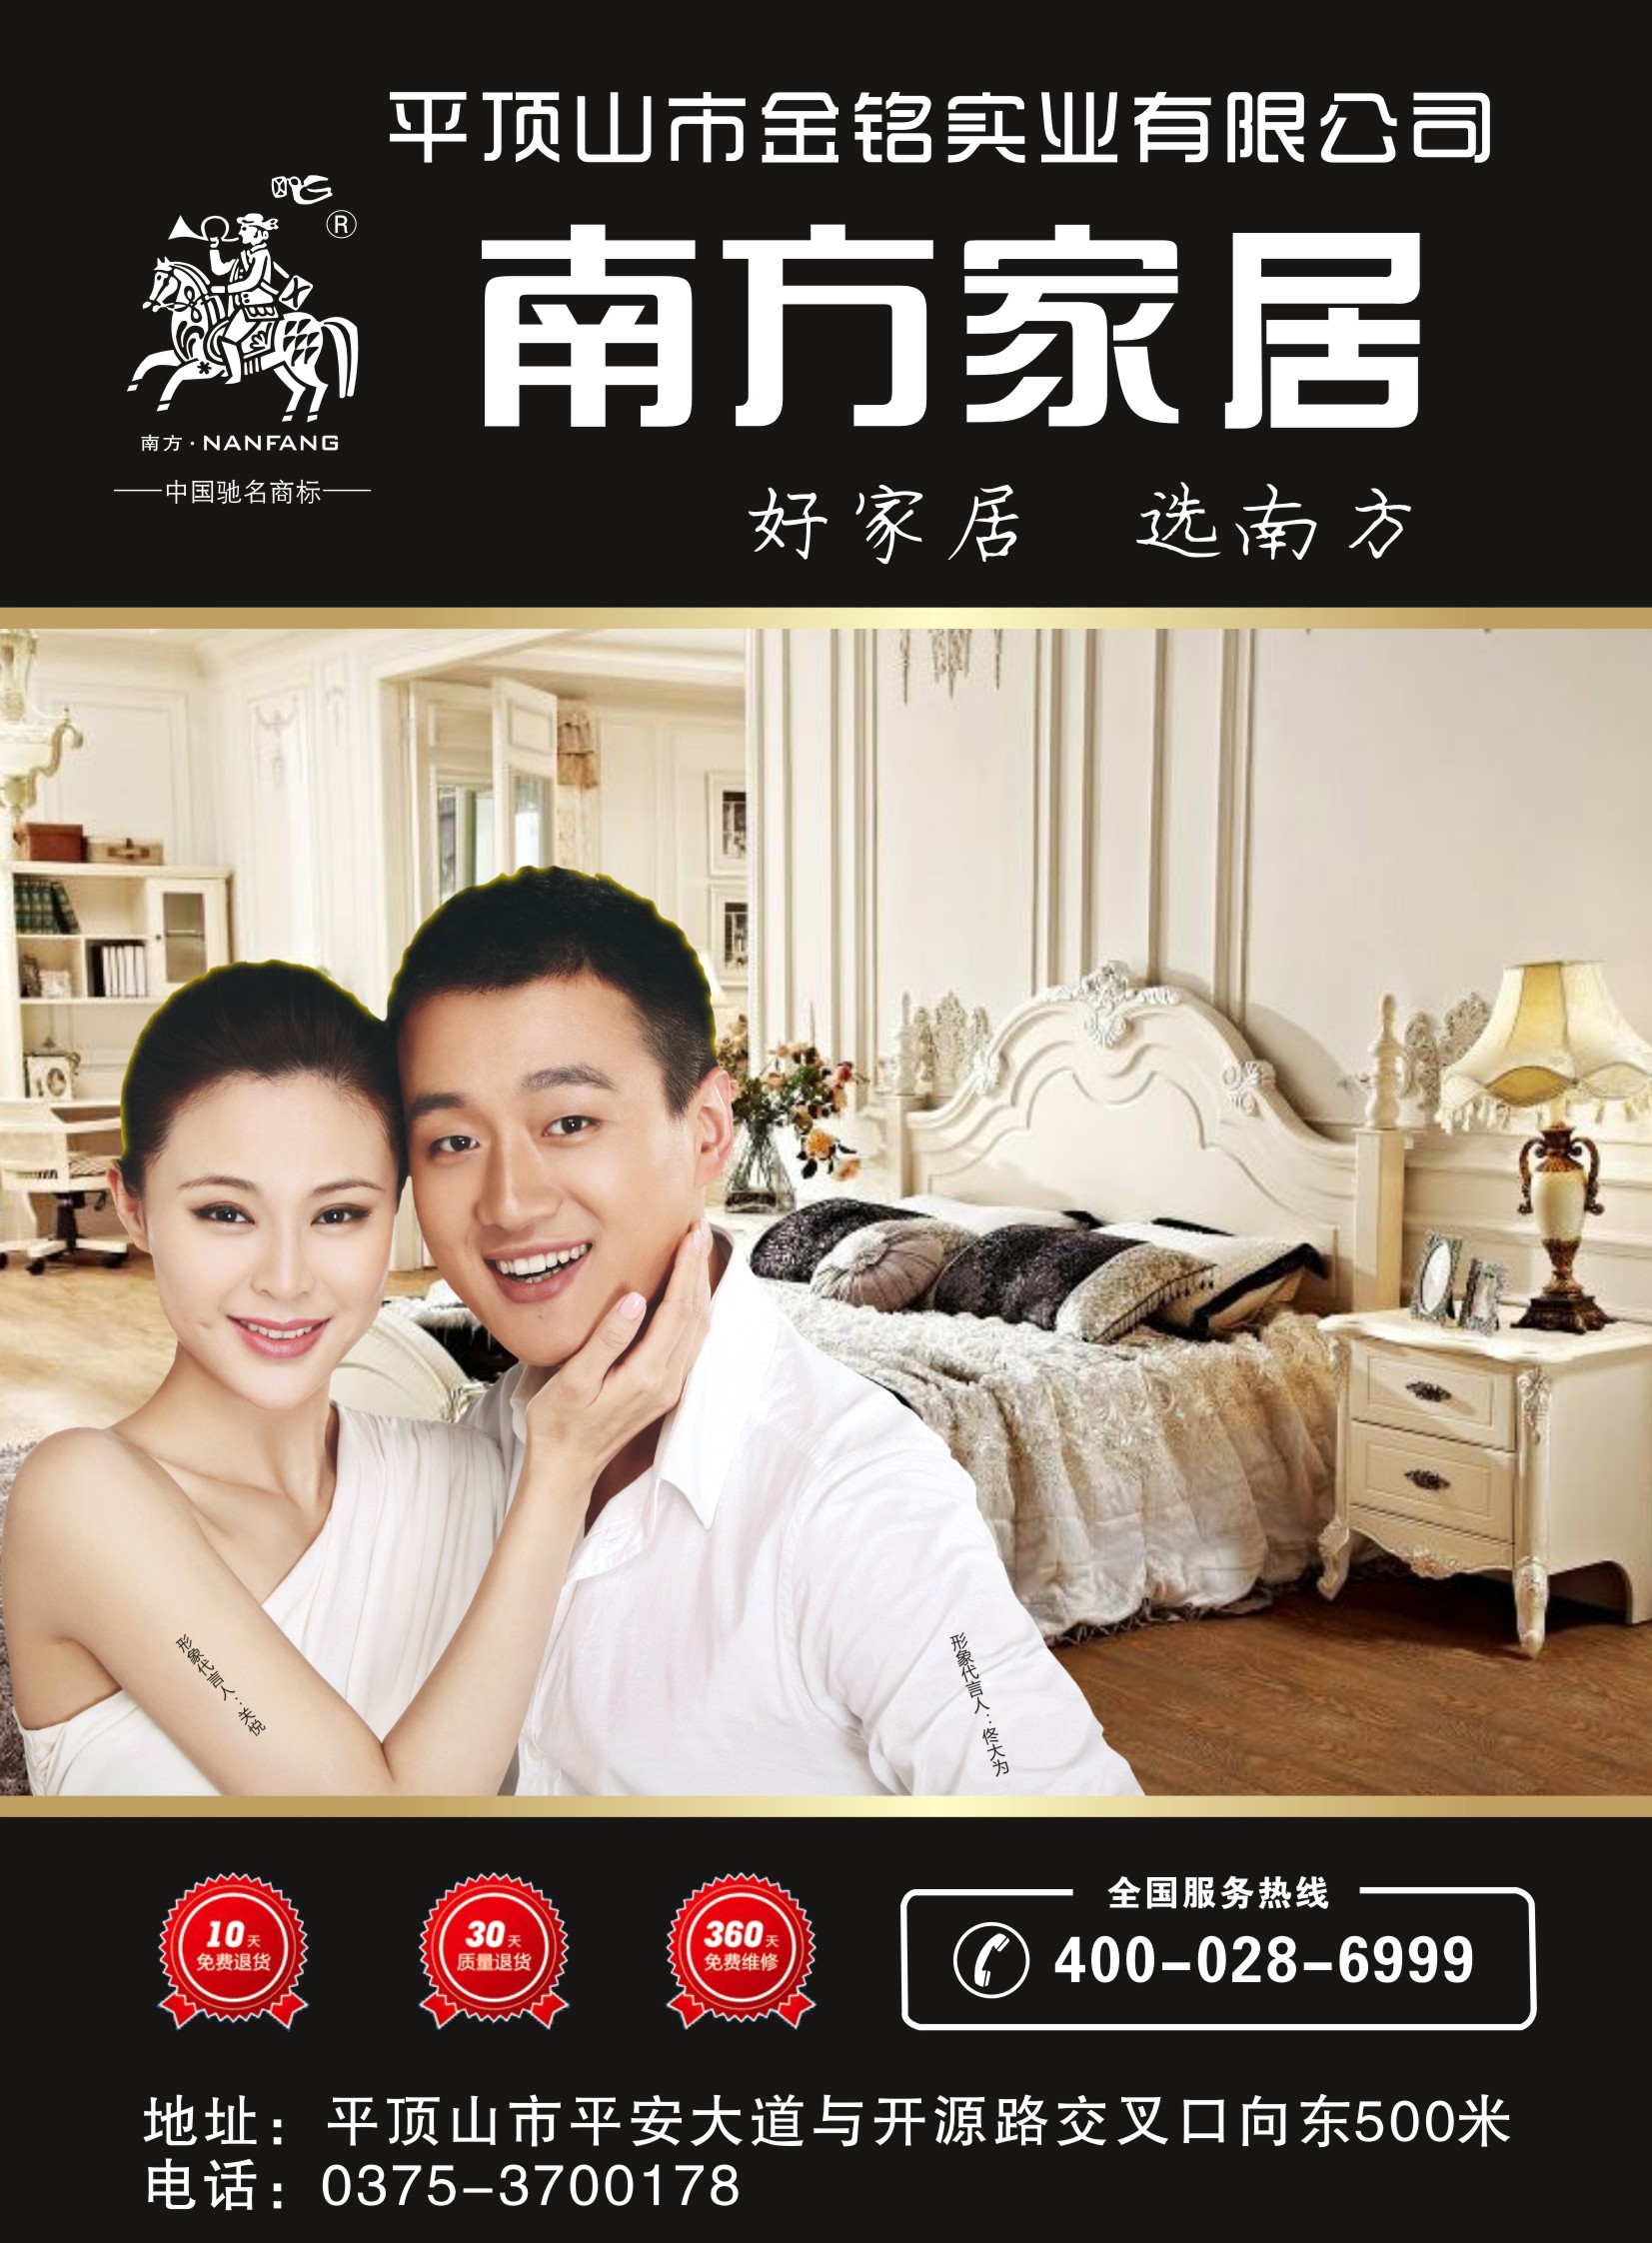 平顶山市金铭实业有限公司
®
南方家居
南方·NANFANG
中国驰名商标
好家居 选南方
形象代言人：关悦
形象代言人：佟大为
10天
免费退货
30天
质量退货
360天
免费维修
全国服务热线
400-028-6999
地址：平顶山市平安大道与开源路交叉口向东500米
电话：0375-3700178